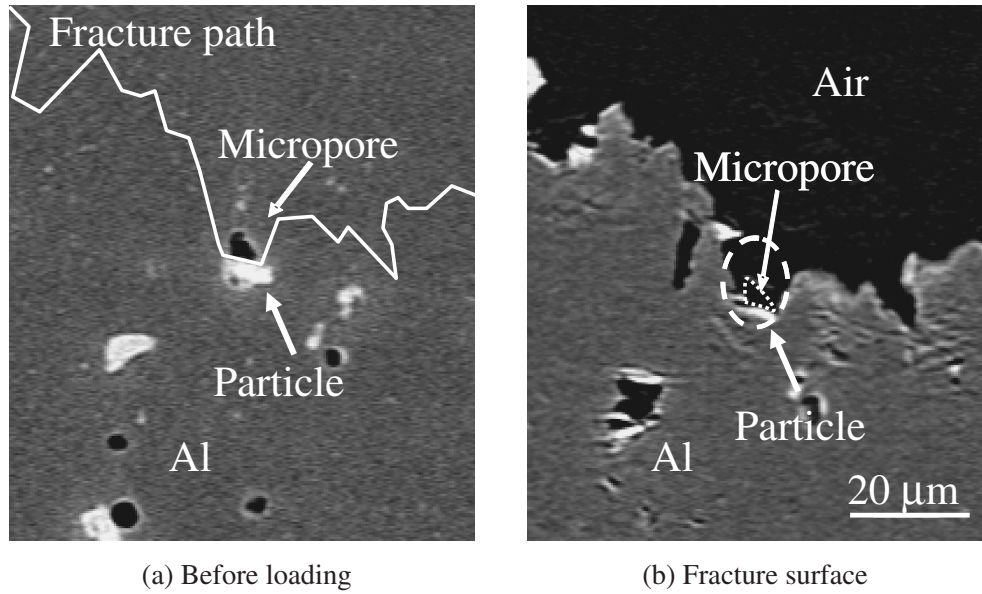 Fracture path
Micropore
Particle
Al
Air
Micropore
Particle
Al
20 μm
(a) Before loading
(b) Fracture surface